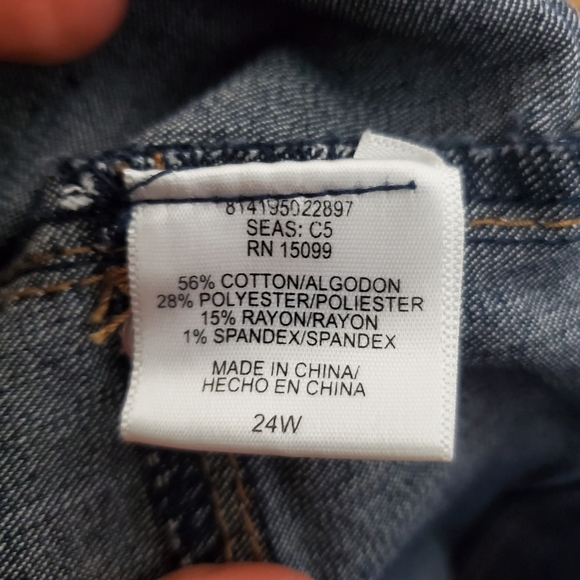 814195022897
SEAS: C5
RN 15099
56% COTTON/ALGODON
28% POLYESTER/POLIESTER
15% RAYON/RAYON
1% SPANDEX/SPANDEX
MADE IN CHINA/
HECHO EN CHINA
24W